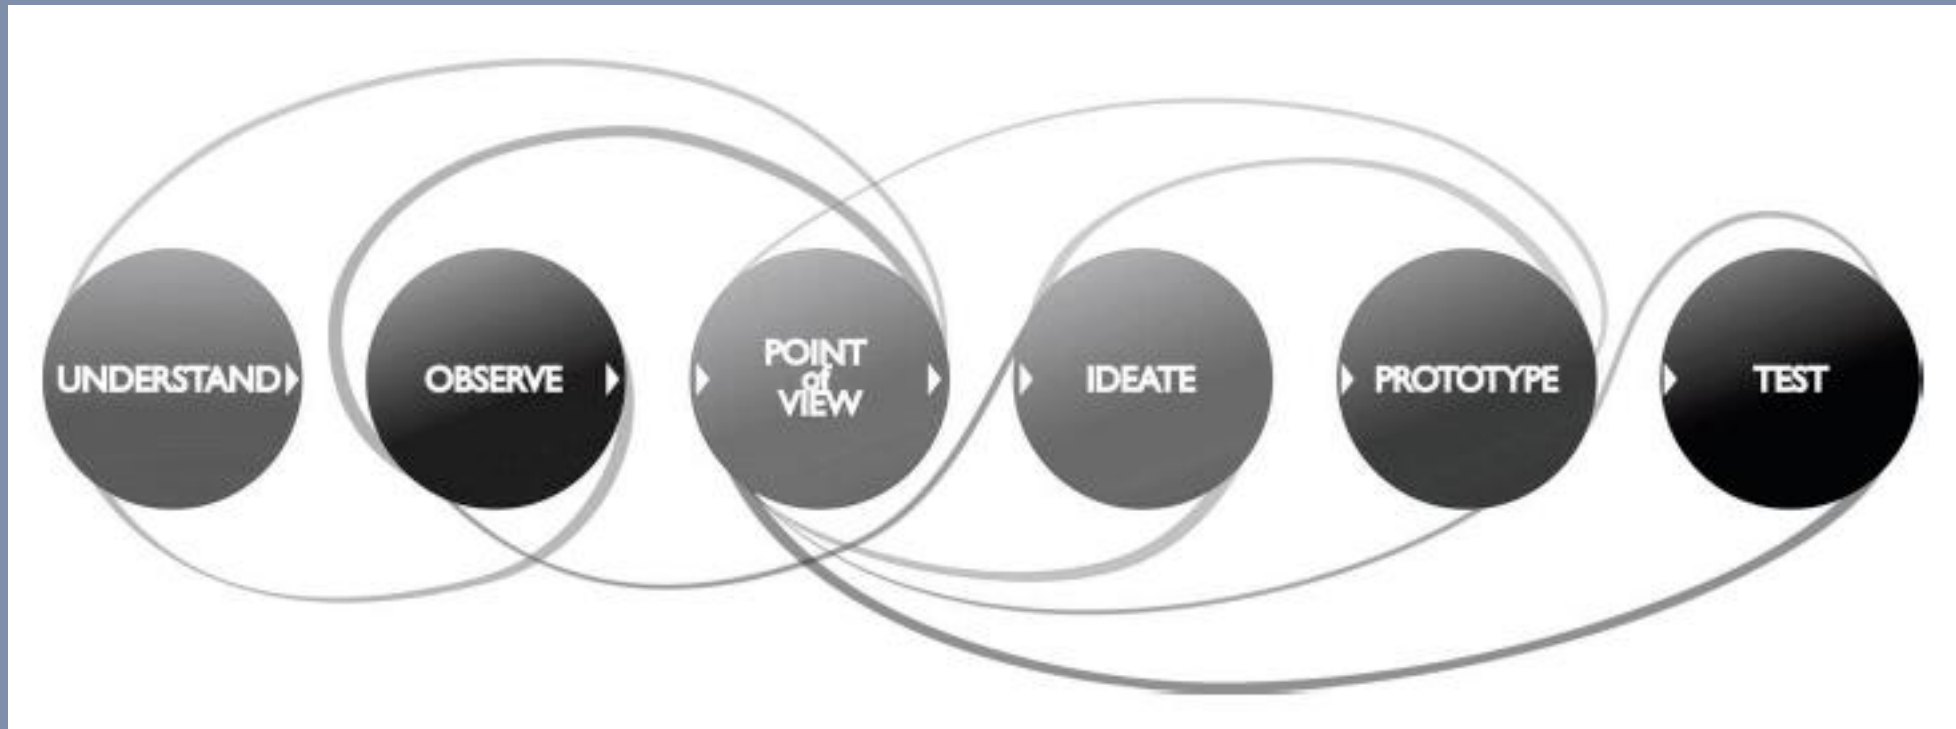 UNDERSTAND
OBSERVE
POINT
of
VIEW
IDEATE
PROTOTYPE
TEST